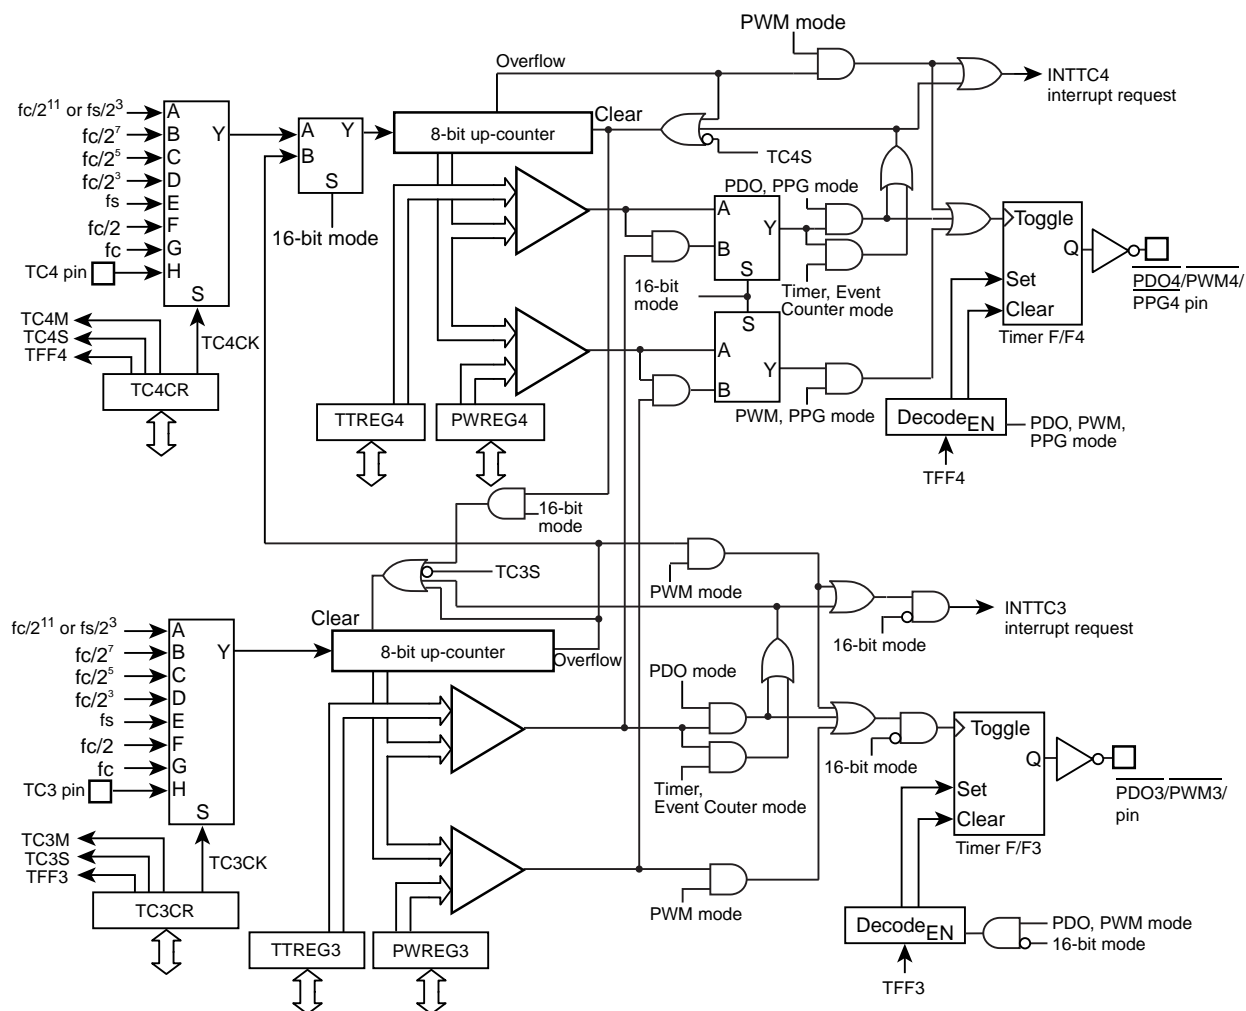 PWM mode
Overflow
INTTC4
interrupt request
fc/2¹¹ or fs/2³
A
fc/2⁷
B
fc/2⁵
C
fc/2³
D
fs
E
fc/2
F
fc
G
TC4 pin
H
Y
S
A
B
Y
S
16-bit mode
8-bit up-counter
Clear
TC4S
PDO, PPG mode
A
B
Y
S
16-bit
mode
Timer, Event
Counter mode
S
A
B
Y
PWM, PPG mode
Toggle
Q
Set
Clear
Timer F/F4
PDO4/PWM4/
PPG4 pin
TC4M
TC4S
TFF4
TC4CK
TC4CR
TTREG4
PWREG4
Decode EN
PDO, PWM,
PPG mode
TFF4
16-bit
mode
TC3S
PWM mode
INTTC3
interrupt request
16-bit mode
Clear
8-bit up-counter
Overflow
fc/2¹¹ or fs/2³
A
fc/2⁷
B
fc/2⁵
C
fc/2³
D
fs
E
fc/2
F
fc
G
TC3 pin
H
Y
S
PDO mode
Timer,
Event Couter mode
16-bit mode
Toggle
Q
Set
Clear
Timer F/F3
PDO3/PWM3/
pin
TC3M
TC3S
TFF3
TC3CK
TC3CR
TTREG3
PWREG3
PWM mode
Decode EN
PDO, PWM mode
16-bit mode
TFF3